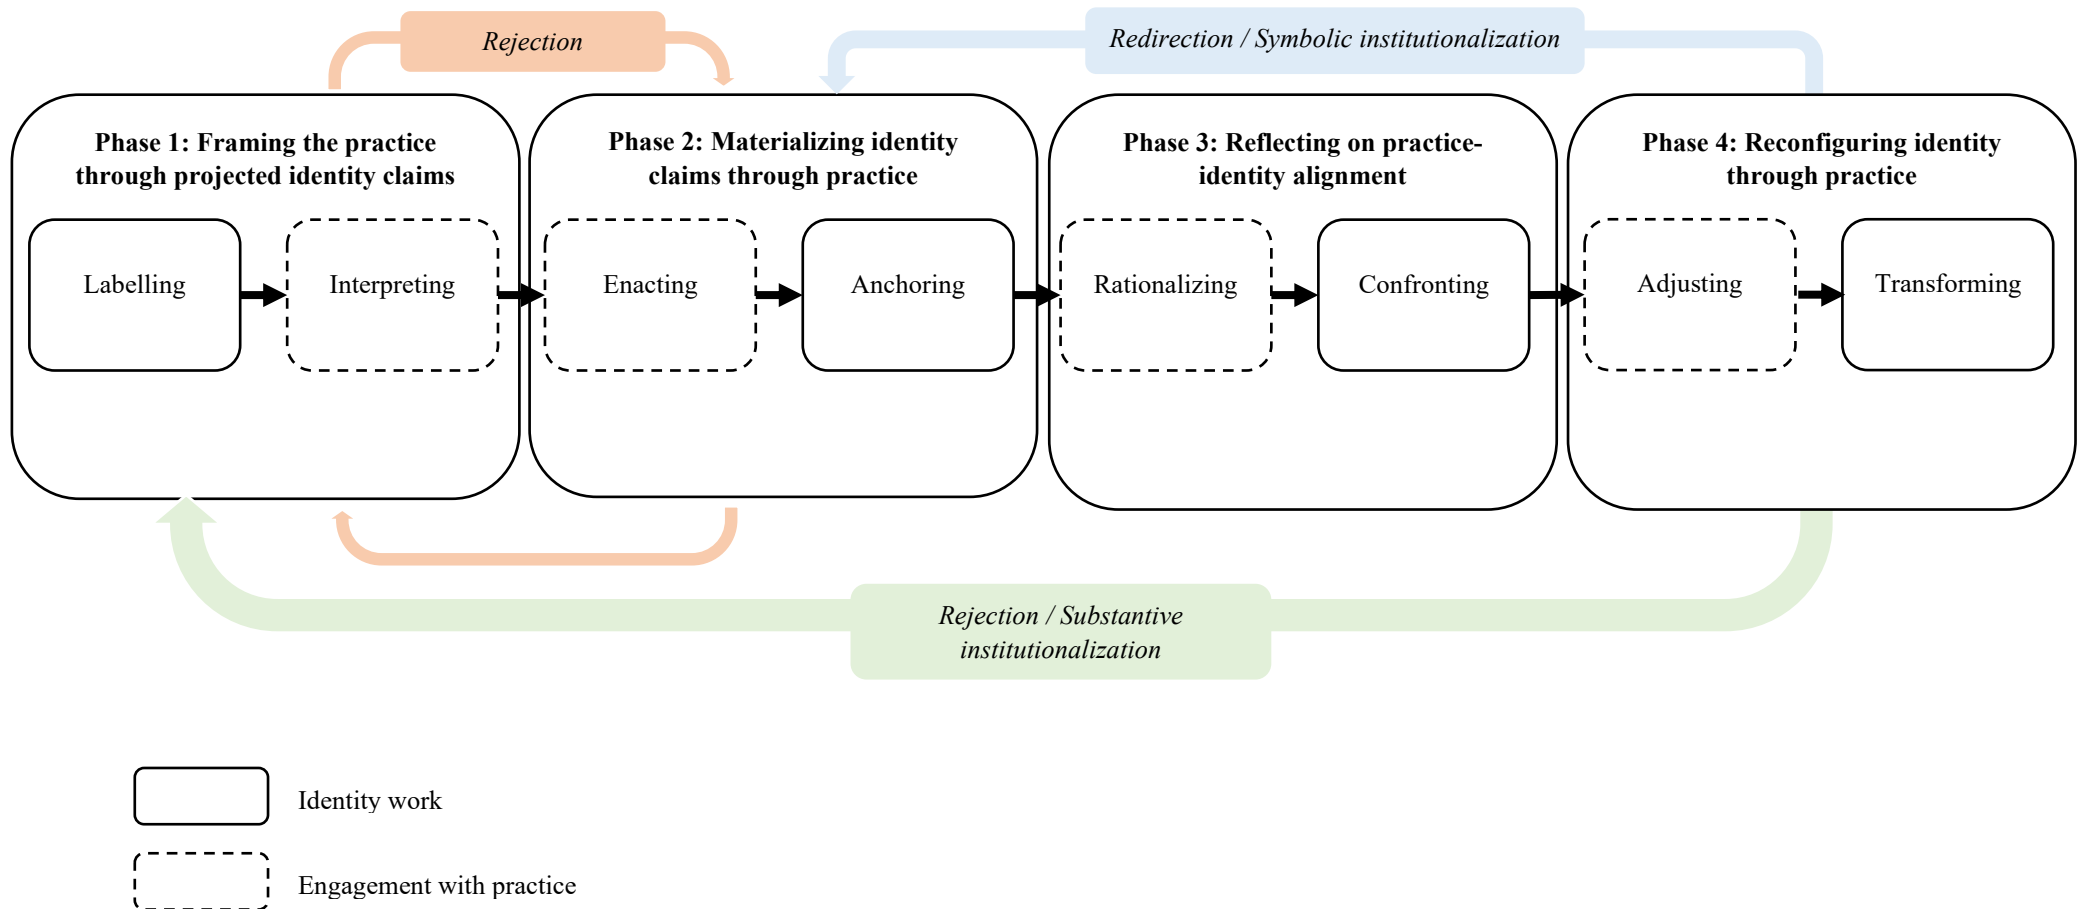 Rejection
Redirection / Symbolic institutionalization
Phase 1: Framing the practice
through projected identity claims
Labelling
Interpreting
Phase 2: Materializing identity
claims through practice
Enacting
Anchoring
Phase 3: Reflecting on practice-
identity alignment
Rationalizing
Confronting
Phase 4: Reconfiguring identity
through practice
Adjusting
Transforming
Rejection / Substantive
institutionalization
Identity work
Engagement with practice